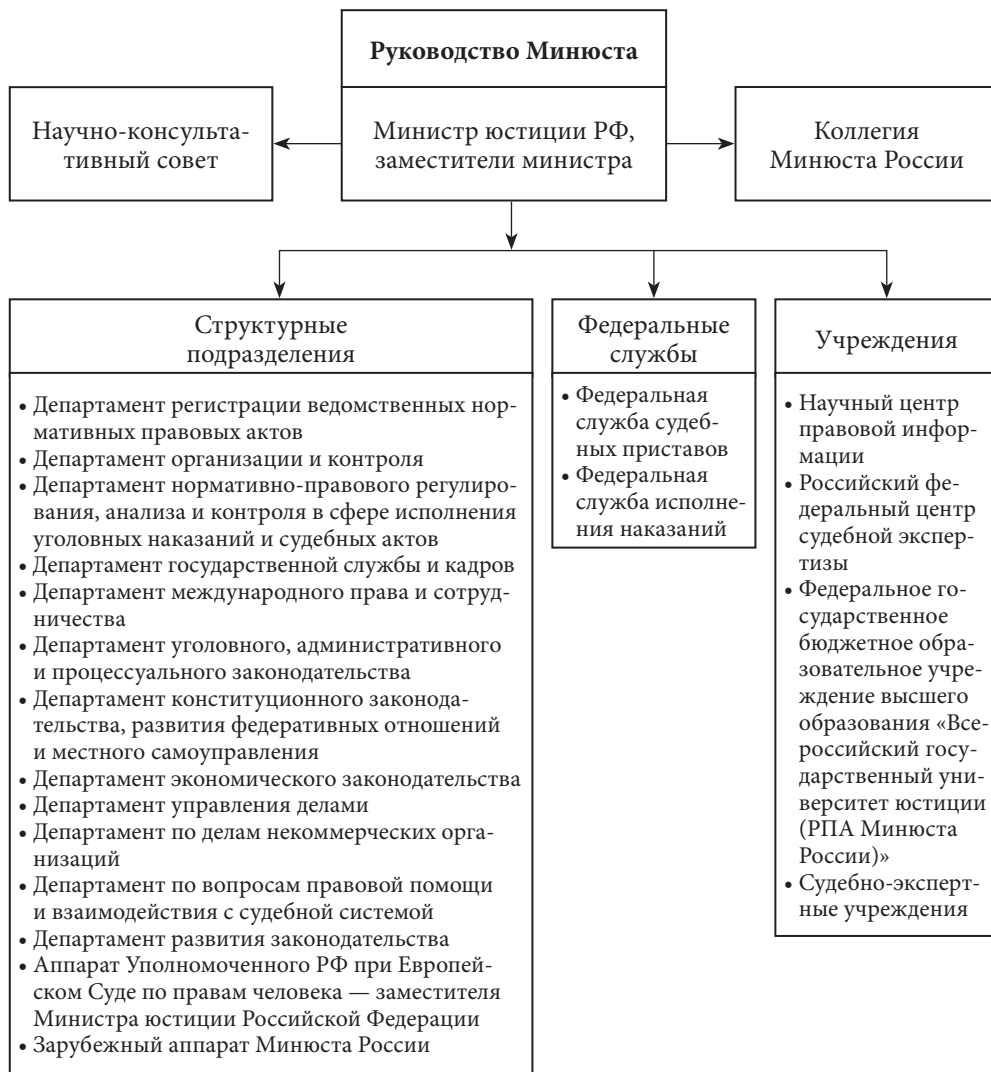 Руководство Минюста
Научно-консульта-
тивный совет
Министр юстиции РФ,
заместители министра
Коллегия
Минюста России
Структурные
подразделения
• Департамент регистрации ведомственных нор-
мативных правовых актов
• Департамент организации и контроля
• Департамент нормативно-правового регулиро-
вания, анализа и контроля в сфере исполнения
уголовных наказаний и судебных актов
• Департамент государственной службы и кадров
• Департамент международного права и сотруд-
ничества
• Департамент уголовного, административного
и процессуального законодательства
• Департамент конституционного законода-
тельства, развития федеративных отношений
и местного самоуправления
• Департамент экономического законодательства
• Департамент управления делами
• Департамент по делам некоммерческих орга-
низаций
• Департамент по вопросам правовой помощи
и взаимодействия с судебной системой
• Департамент развития законодательства
• Аппарат Уполномоченного РФ при Европей-
ском Суде по правам человека — заместителя
Министра юстиции Российской Федерации
• Зарубежный аппарат Минюста России
Федеральные
службы
• Федеральная
служба судеб-
ных приставов
• Федеральная
служба исполне-
ния наказаний
Учреждения
• Научный центр
правовой инфор-
мации
• Российский фе-
деральный центр
судебной экспер-
тизы
• Федеральное го-
сударственное
бюджетное обра-
зовательное учре-
ждение высшего
образования «Все-
российский госу-
дарственный уни-
верситет юстиции
(РПА Минюста
России)»
• Судебно-эксперт-
ные учреждения